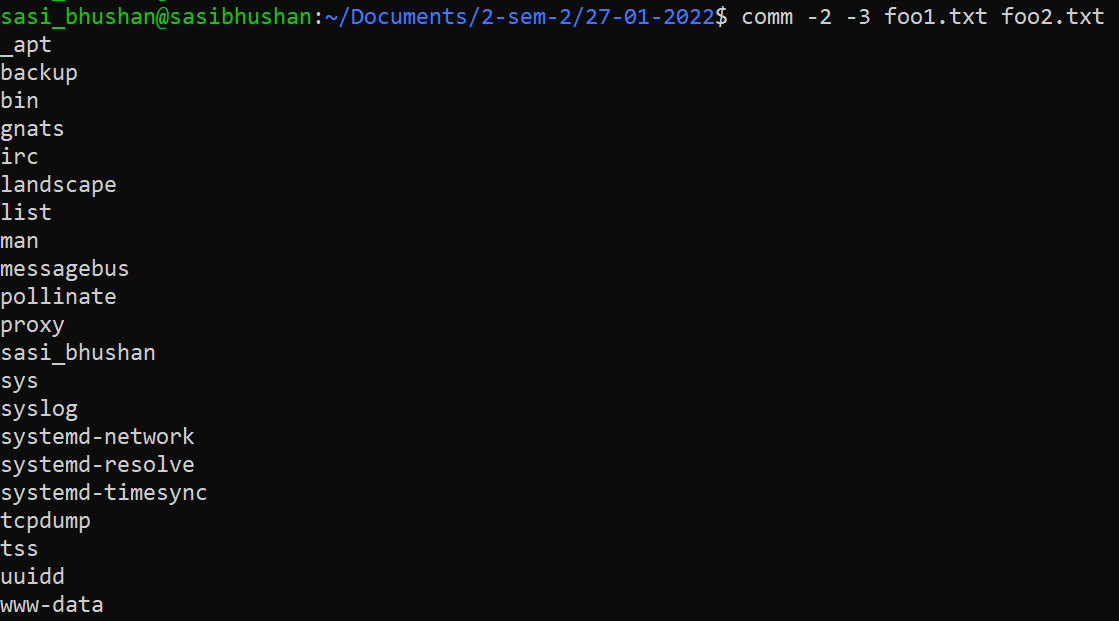 sasi_bhushan@sasibhushan:~/Documents/2-sem-2/27-01-2022$ comm -2 -3 foo1.txt foo2.txt
_apt
backup
bin
gnats
irc
landscape
list
man
messagebus
pollinate
proxy
sasi_bhushan
sys
syslog
systemd-network
systemd-resolve
systemd-timesync
tcpdump
tss
uuidd
www-data